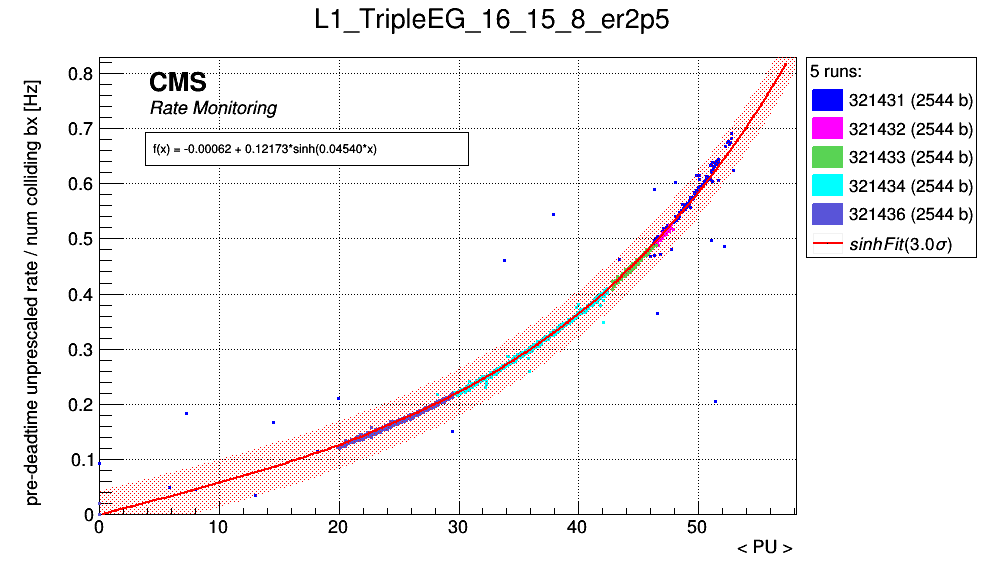 L1_TripleEG_16_15_8_er2p5
CMS
Rate Monitoring
f(x) = -0.00062 + 0.12173*sinh(0.04540*x)
pre-deadtime unprescaled rate / num colliding bx [Hz]
0.8
0.7
0.6
0.5
0.4
0.3
0.2
0.1
0
0 10 20 30 40 50
< PU >
5 runs:
321431 (2544 b)
321432 (2544 b)
321433 (2544 b)
321434 (2544 b)
321436 (2544 b)
sinhFit(3.0σ)